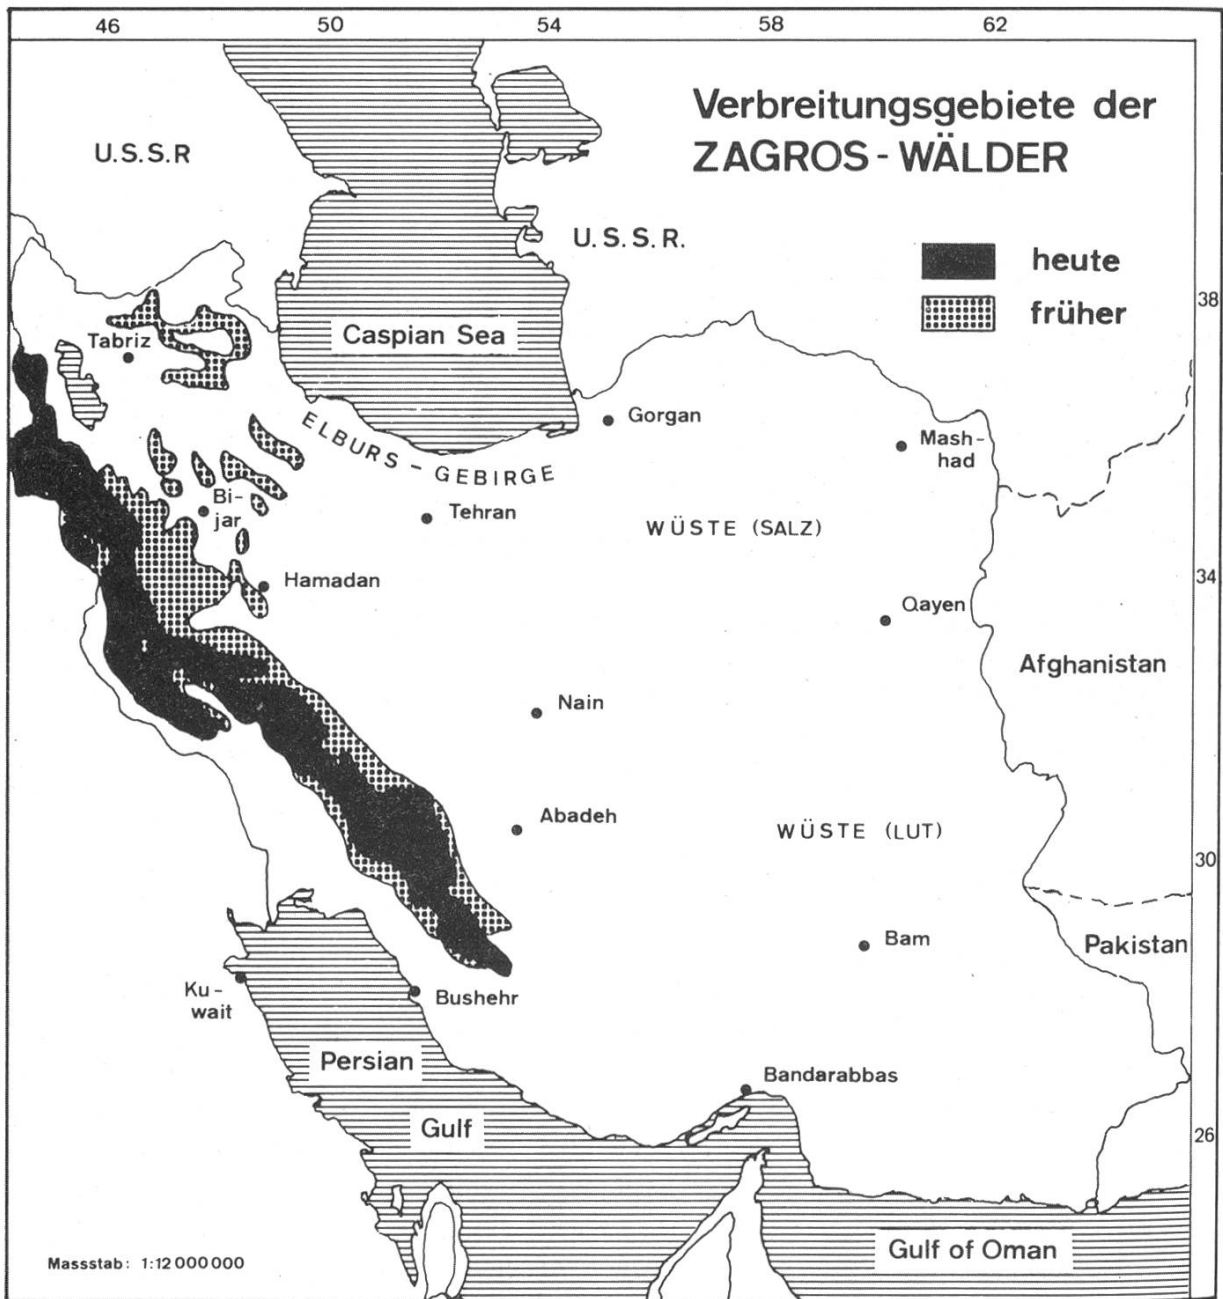 46 50 54 58 62
Verbreitungsgebiete der
ZAGROS - WÄLDER
U.S.S.R
U.S.S.R.
heute
38
früher
Caspian Sea
Tabriz
Gorgan
ELBURS - GEBIRGE
Mash-
had
Bi-
jar
Tehran
WÜSTE (SALZ)
Hamadan
34
Qayen
Afghanistan
Nain
Abadeh
WÜSTE (LUT)
30
Bam
Pakistan
Ku-
wait
Bushehr
Persian
Gulf
Bandarabbas
26
Gulf of Oman
Massstab: 1:12 000 000